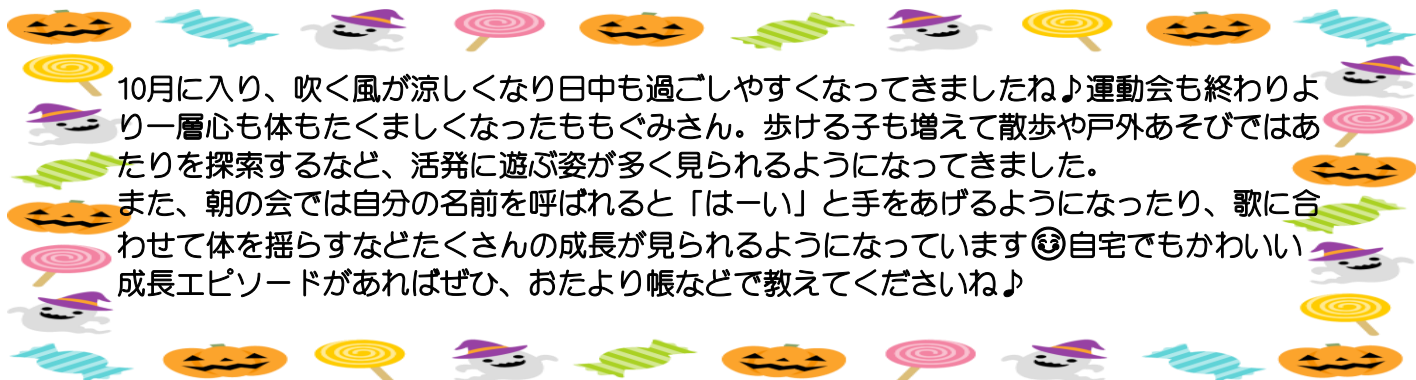 10月に入り、吹く風が涼しくなり日中も過ごしやすくなってきましたね♪運動会も終わりよ
り一層心も体もたくましくなったももぐみさん。歩ける子も増えて散歩や戸外あそびではあ
たりを探索するなど、活発に遊ぶ姿が多く見られるようになってきました。
また、朝の会では自分の名前を呼ばれると「はーい」と手をあげるようになったり、歌に合
わせて体を揺らすなどたくさんの成長が見られるようになっています😊自宅でもかわいい
成長エピソードがあればぜひ、おたより帳などで教えてくださいね♪